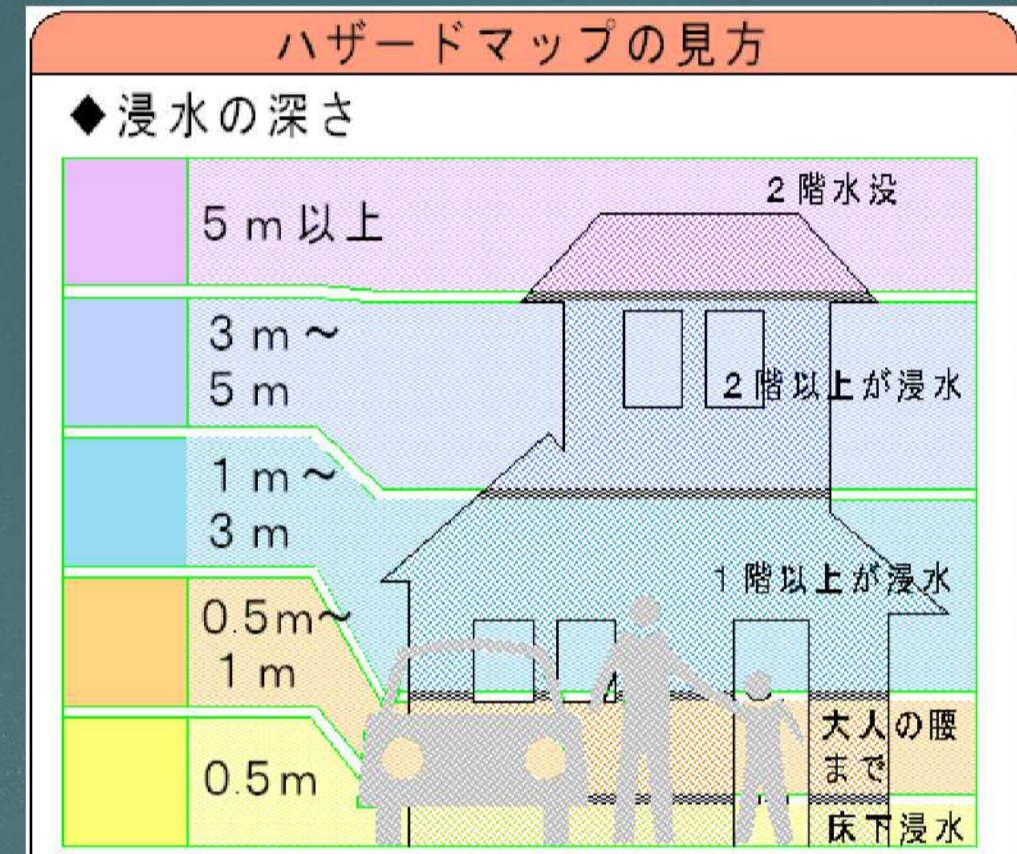 ハザードマップの見方
◆浸水の深さ
5m以上
2階水没
3m～
5m
2階以上が浸水
1m～
3m
1階以上が浸水
0.5m～
1m
大人の腰
まで
0.5m
床下浸水